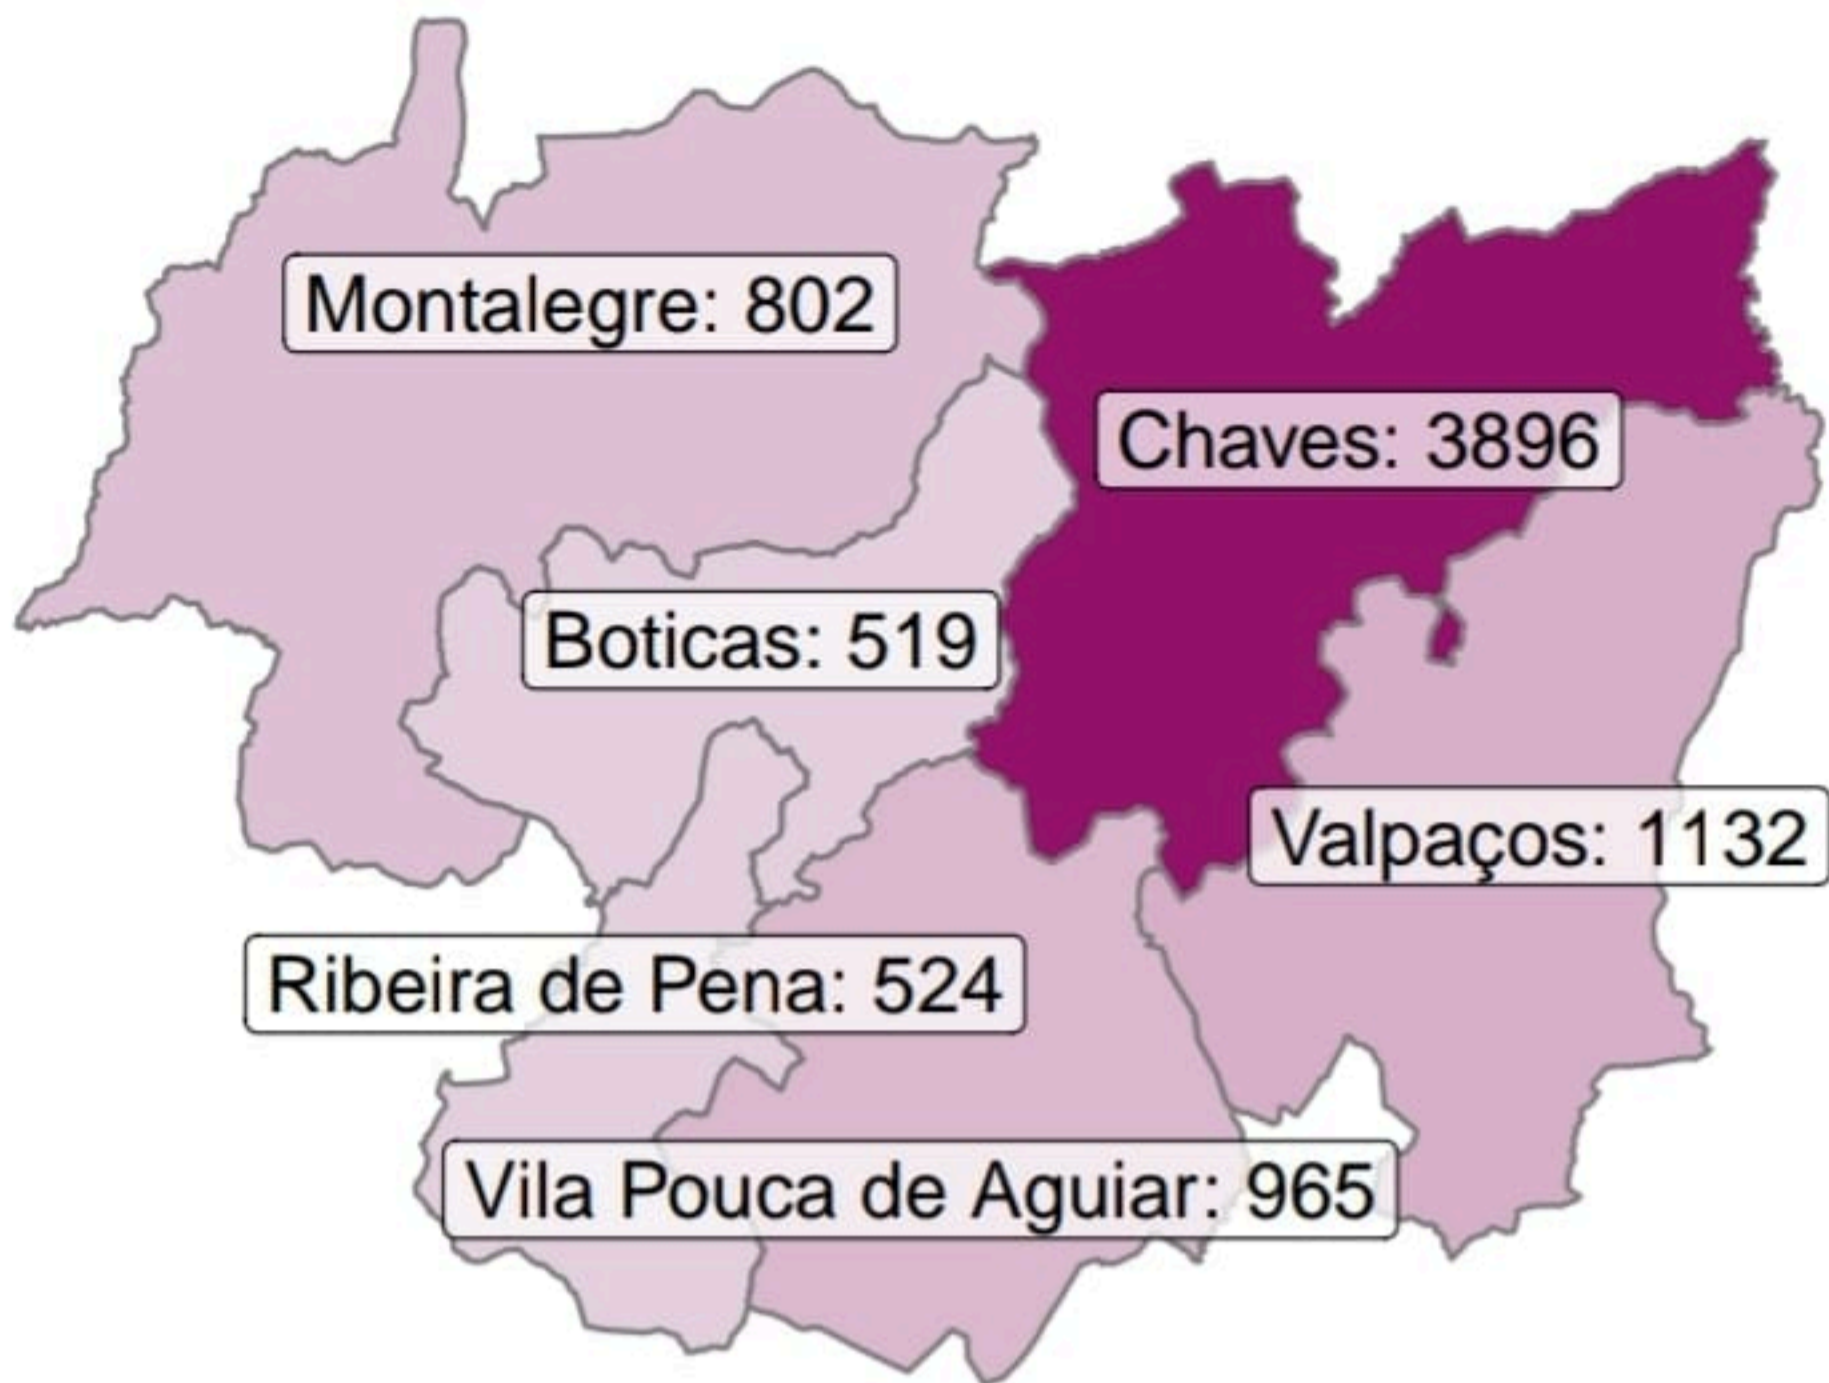 Montalegre: 802
Chaves: 3896
Boticas: 519
Valpaços: 1132
Ribeira de Pena: 524
Vila Pouca de Aguiar: 965